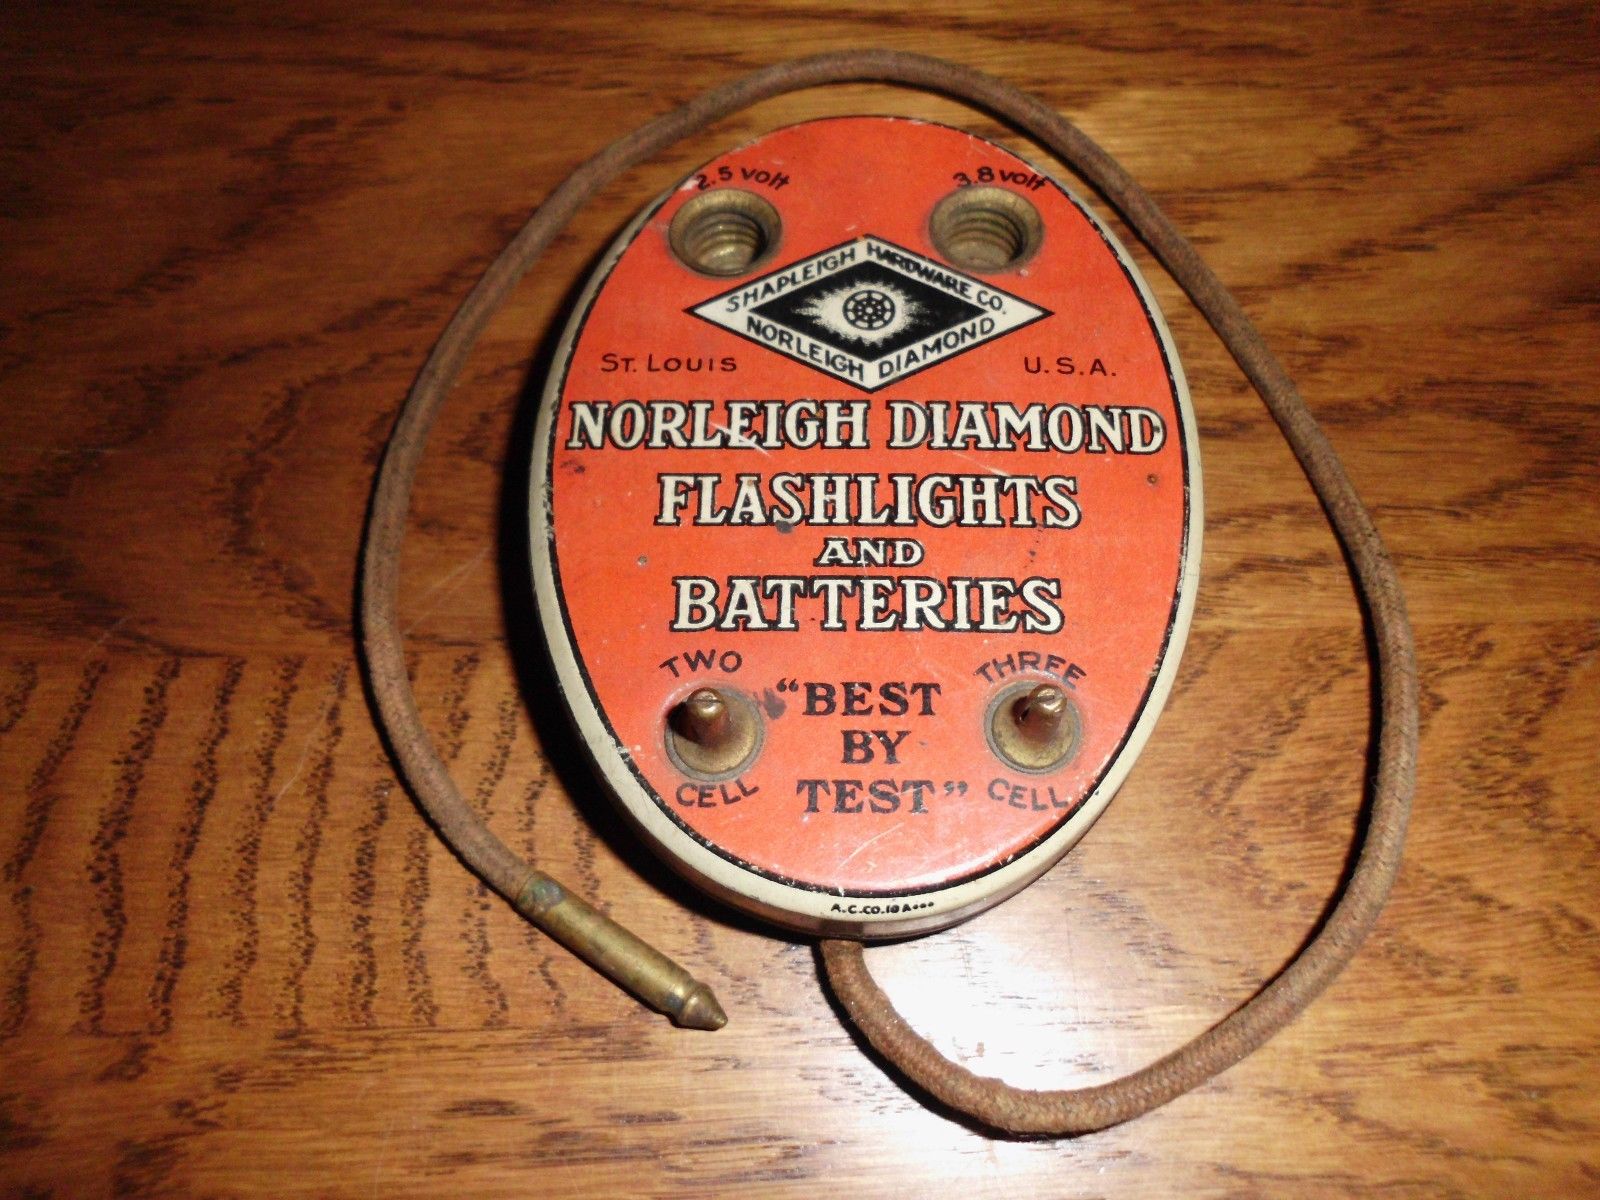 2.5 volt
3.8 volt
SHAPLEIGH HARDWARE CO.
NORLEIGH DIAMOND
ST. LOUIS
U.S.A.
NORLEIGH DIAMOND
FLASHLIGHTS
AND
BATTERIES
TWO
CELL
"BEST
BY
TEST"
THREE
CELL
A.C.CO.